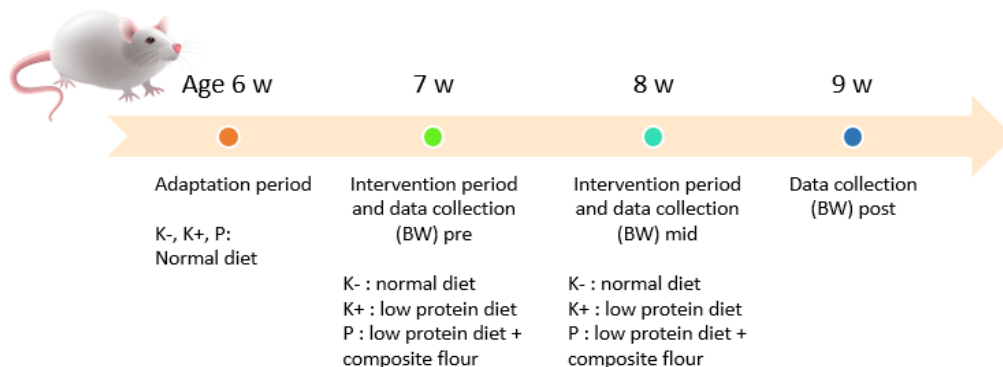 Age 6 w
7 w
8 w
9 w
Adaptation period
K-, K+, P:
Normal diet
Intervention period
and data collection
(BW) pre
K- : normal diet
K+ : low protein diet
P : low protein diet +
composite flour
Intervention period
and data collection
(BW) mid
K- : normal diet
K+ : low protein diet
P : low protein diet +
composite flour
Data collection
(BW) post